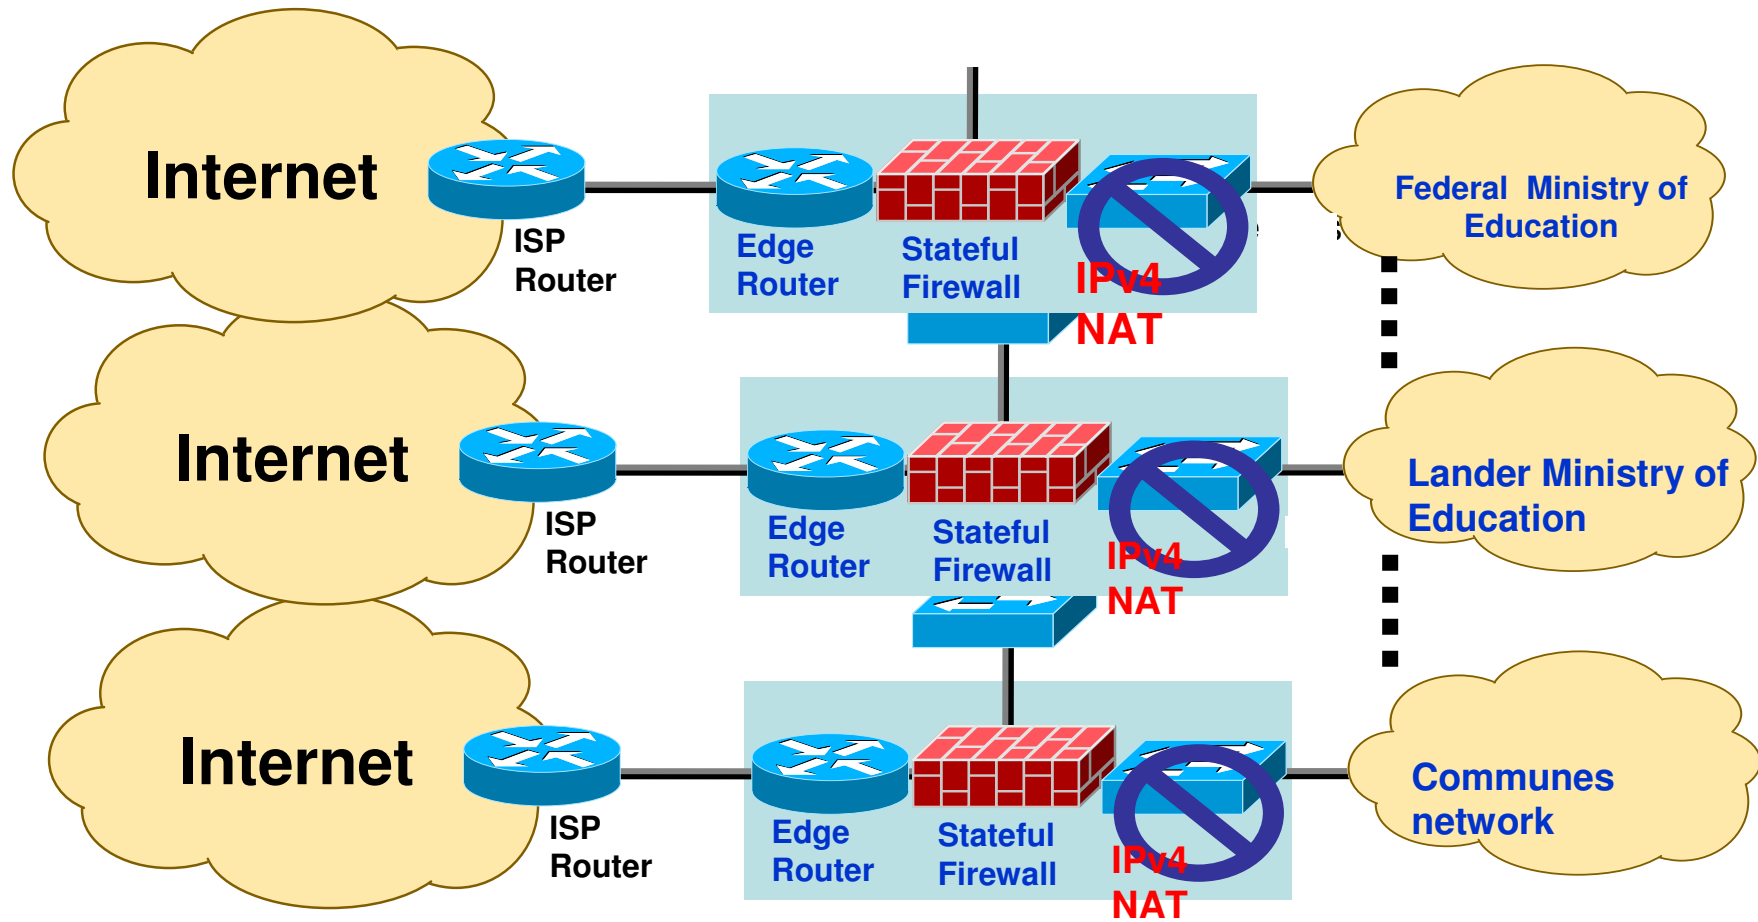 Internet
ISP
Router
Edge
Router
Stateful
Firewall
IPv4
NAT
Federal Ministry of
Education
Internet
ISP
Router
Edge
Router
Stateful
Firewall
IPv4
NAT
Lander Ministry of
Education
Internet
ISP
Router
Edge
Router
Stateful
Firewall
IPv4
NAT
Communes
network